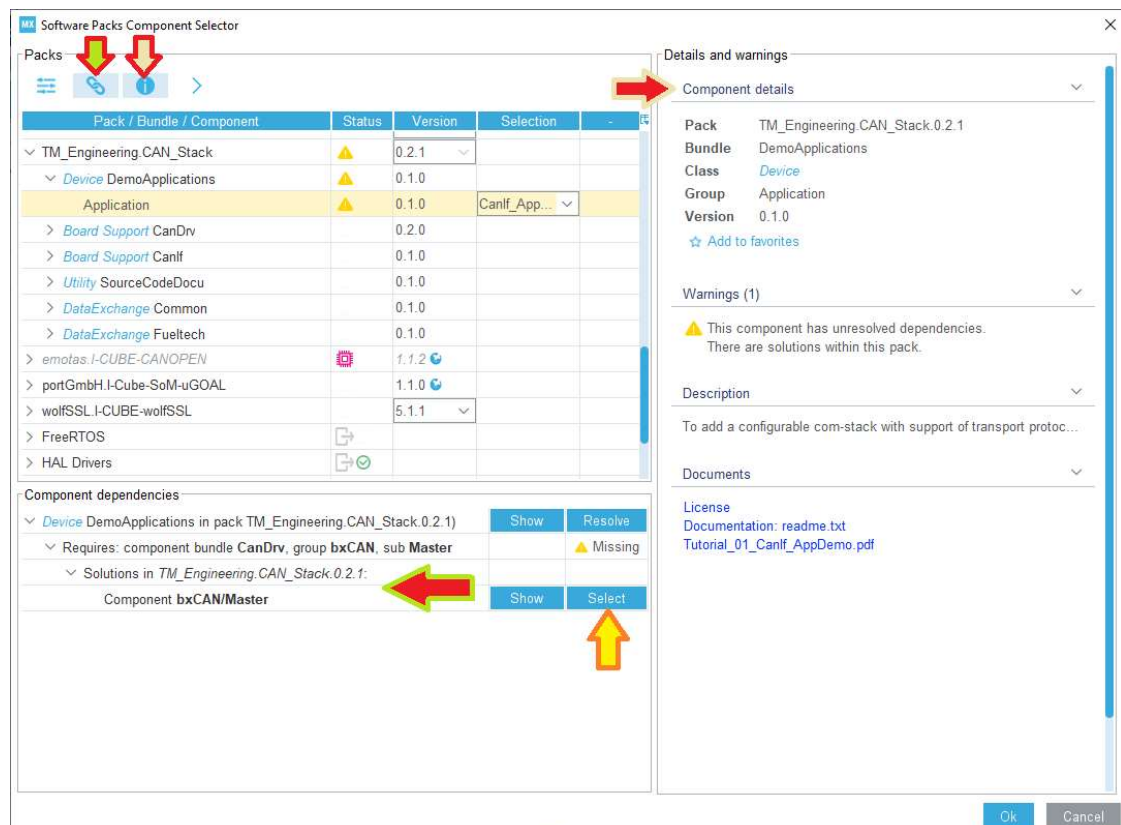 MX Software Packs Component Selector
Packs
Pack / Bundle / Component Status Version Selection -
TM_Engineering.CAN_Stack 0.2.1
Device DemoApplications 0.1.0
Application 0.1.0 CanIf_App...
Board Support CanDrv 0.2.0
Board Support CanIf 0.1.0
Utility SourceCodeDocu 0.1.0
DataExchange Common 0.1.0
DataExchange Fueltech 0.1.0
emotas.I-CUBE-CANOPEN 1.1.2
portGmbH.I-Cube-SoM-uGOAL 1.1.0
wolfSSL.I-CUBE-wolfSSL 5.1.1
FreeRTOS
HAL Drivers
Component dependencies
Device DemoApplications in pack TM_Engineering.CAN_Stack.0.2.1) Show Resolve
Requires: component bundle CanDrv, group bxCAN, sub Master Missing
Solutions in TM_Engineering.CAN_Stack.0.2.1:
Component bxCAN/Master Show Select
Details and warnings
Component details
Pack TM_Engineering.CAN_Stack.0.2.1
Bundle DemoApplications
Class Device
Group Application
Version 0.1.0
Add to favorites
Warnings (1)
This component has unresolved dependencies.
There are solutions within this pack.
Description
To add a configurable com-stack with support of transport protoc...
Documents
License
Documentation: readme.txt
Tutorial_01_CanIf_AppDemo.pdf
Ok Cancel